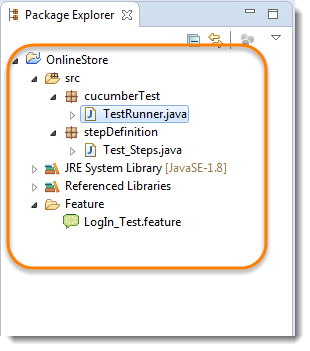 Package Explorer
OnlineStore
src
cucumberTest
TestRunner.java
stepDefinition
Test_Steps.java
JRE System Library [JavaSE-1.8]
Referenced Libraries
Feature
LogIn_Test.feature